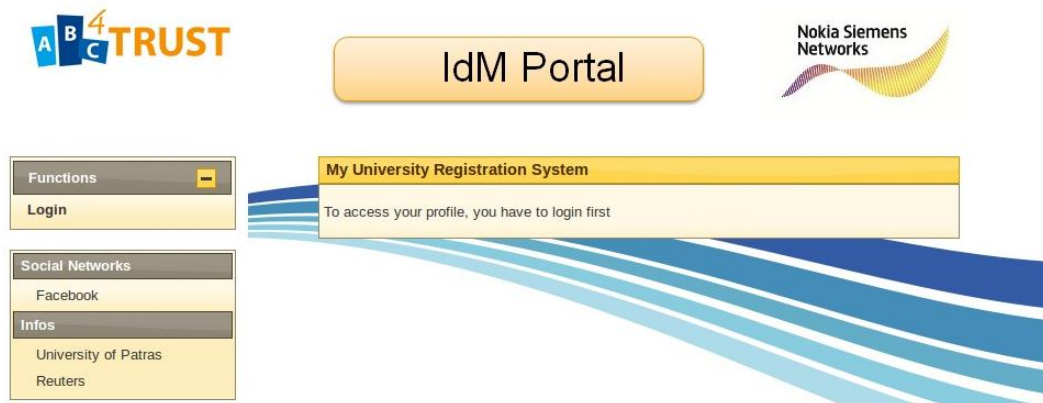 ABC4TRUST
IdM Portal
Nokia Siemens
Networks
Functions
Login
My University Registration System
To access your profile, you have to login first
Social Networks
Facebook
Infos
University of Patras
Reuters